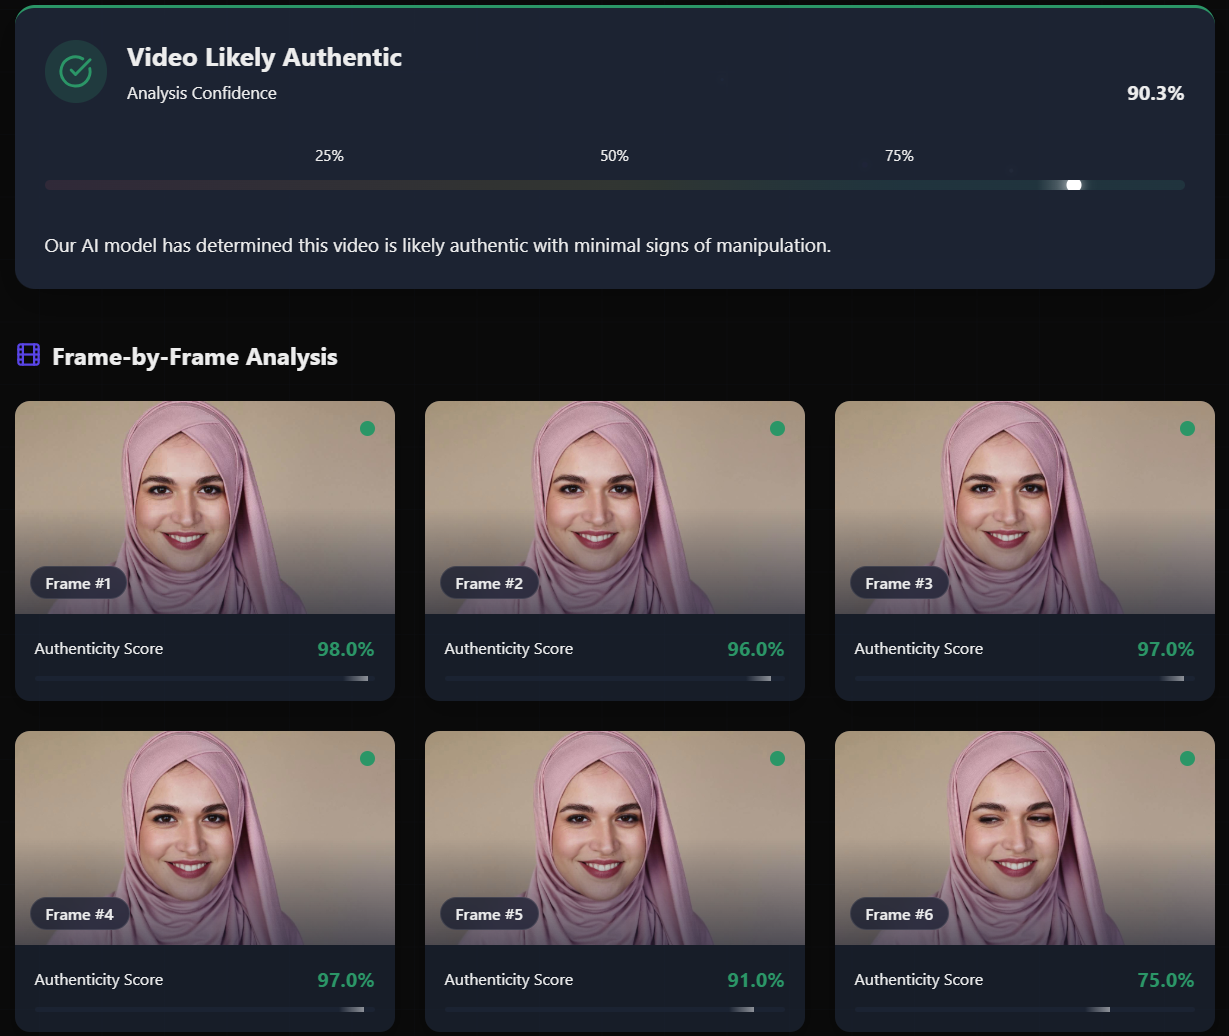 Video Likely Authentic
Analysis Confidence
90.3%
25% 50% 75%
Our AI model has determined this video is likely authentic with minimal signs of manipulation.
Frame-by-Frame Analysis
Frame #1
Frame #2
Frame #3
Authenticity Score 98.0%
Authenticity Score 96.0%
Authenticity Score 97.0%
Frame #4
Frame #5
Frame #6
Authenticity Score 97.0%
Authenticity Score 91.0%
Authenticity Score 75.0%